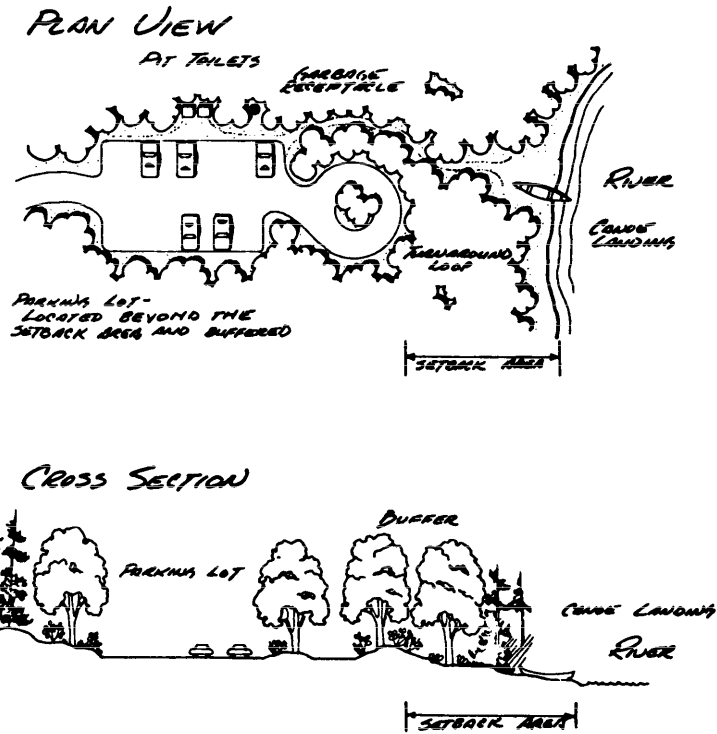 PLAN VIEW
PIT TOILETS
GARBAGE
RECEPTACLE
RIVER
CANOE
LANDING
TURNAROUND
LOOP
PARKING LOT-
LOCATED BEYOND THE
SETBACK AREA AND BUFFERED
SETBACK AREA
CROSS SECTION
BUFFER
PARKING LOT
CANOE LANDING
RIVER
SETBACK AREA